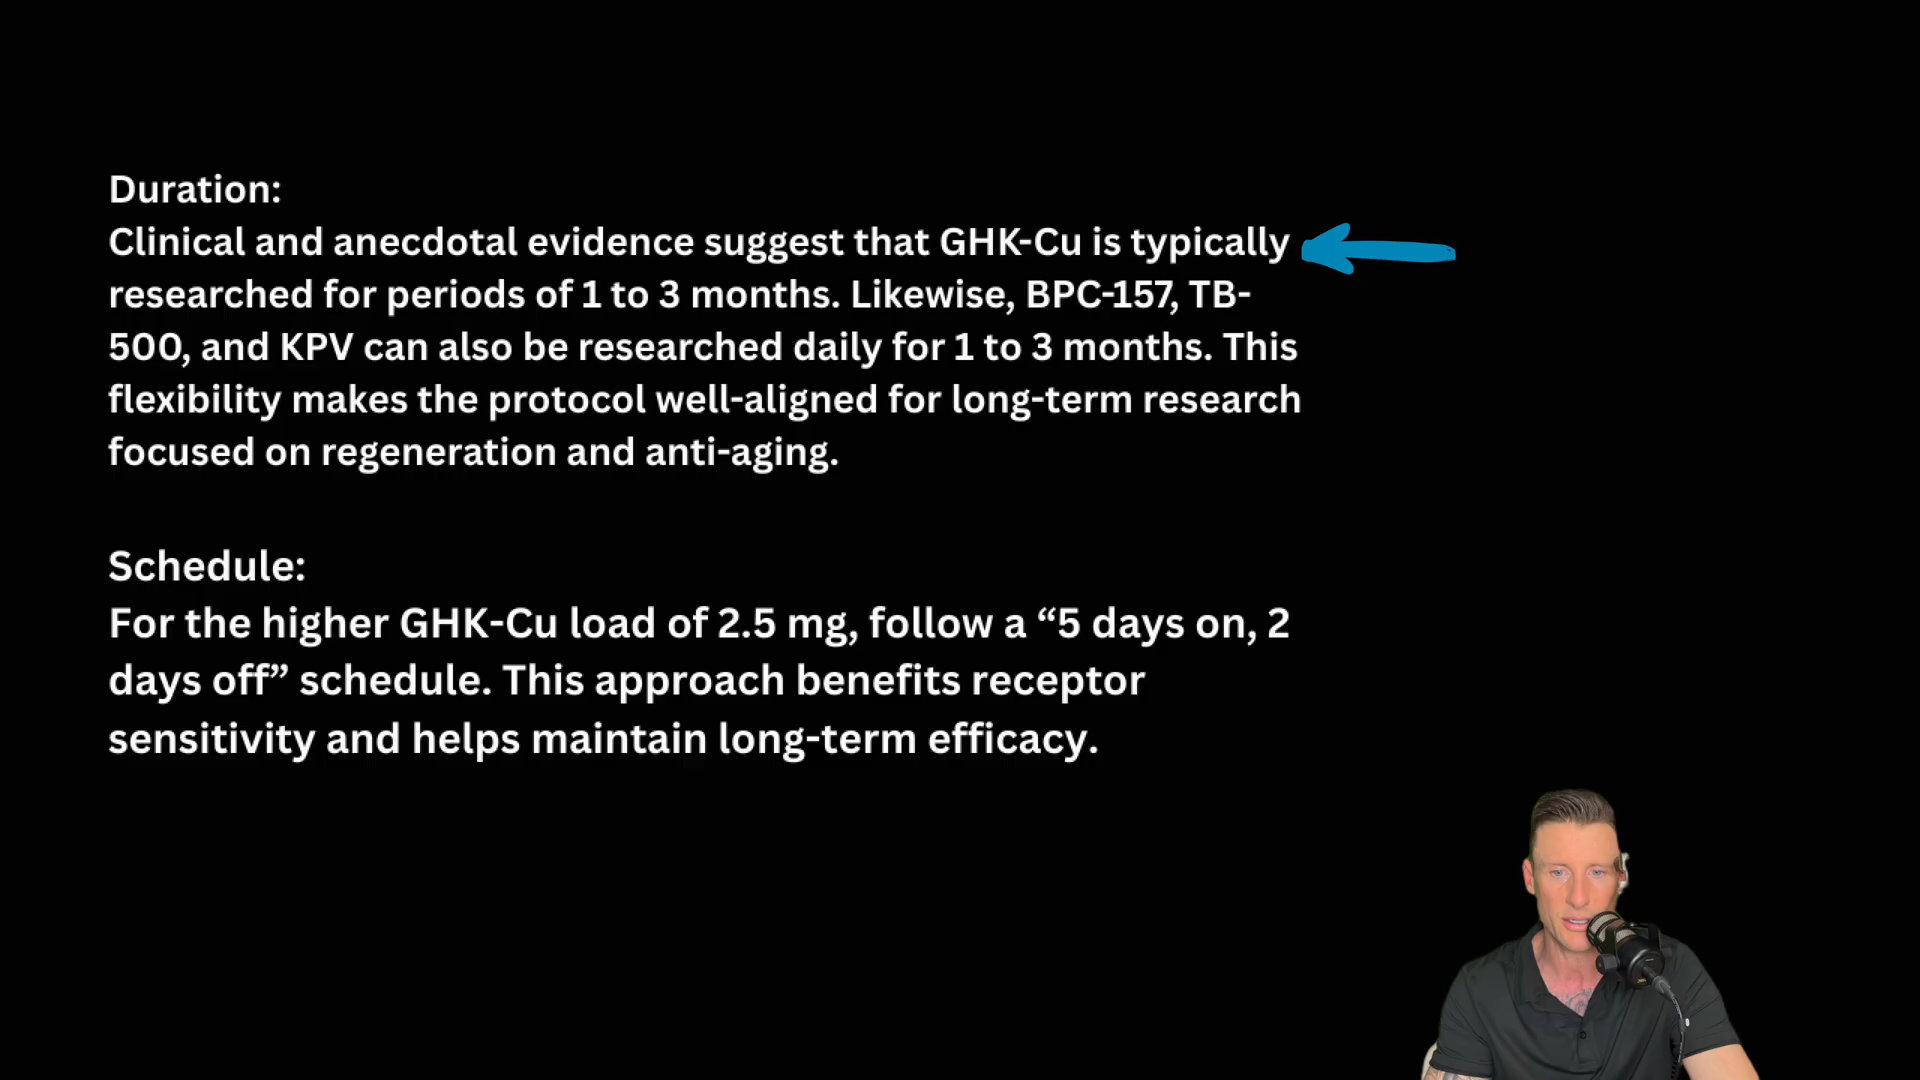 Duration:
Clinical and anecdotal evidence suggest that GHK-Cu is typically
researched for periods of 1 to 3 months. Likewise, BPC-157, TB-
500, and KPV can also be researched daily for 1 to 3 months. This
flexibility makes the protocol well-aligned for long-term research
focused on regeneration and anti-aging.
Schedule:
For the higher GHK-Cu load of 2.5 mg, follow a “5 days on, 2
days off” schedule. This approach benefits receptor
sensitivity and helps maintain long-term efficacy.